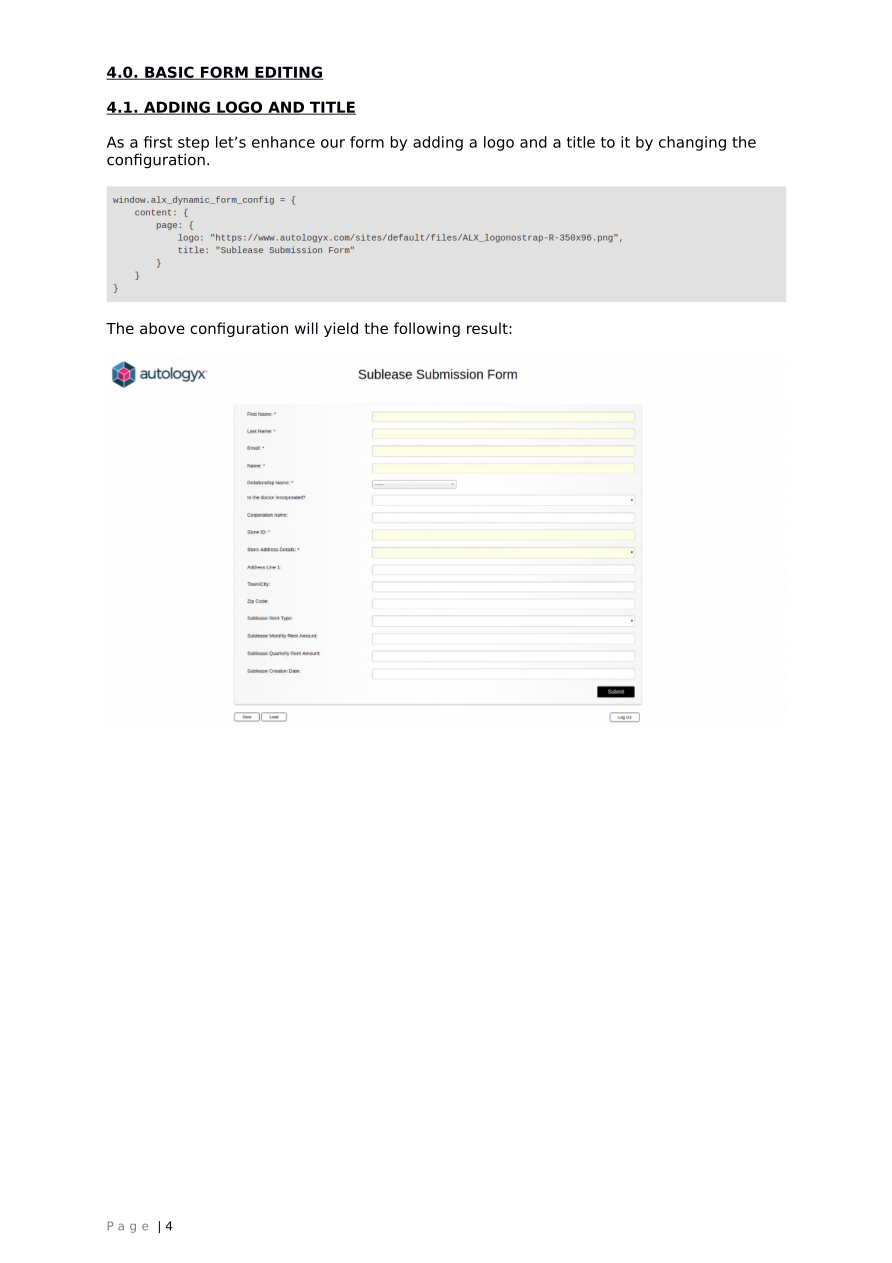 4.0. BASIC FORM EDITING
4.1. ADDING LOGO AND TITLE
As a first step let’s enhance our form by adding a logo and a title to it by changing the
configuration.
window.alx_dynamic_form_config = {
    content: {
        page: {
            logo: "https://www.autologyx.com/sites/default/files/ALX_logonostrap-R-350x96.png",
            title: "Sublease Submission Form"
        }
    }
}
The above configuration will yield the following result:
autologyx
Sublease Submission Form
First Name: *
Last Name: *
Email: *
Name: *
Relationship Name: *
Is the doctor incorporated?
Corporation name:
Store ID: *
Store Address Details: *
Address Line 1:
Town/City:
Zip Code:
Sublease Rent Type:
Sublease Monthly Rent Amount:
Sublease Quarterly Rent Amount:
Sublease Creation Date:
Submit
Save Load Log out
Page | 4